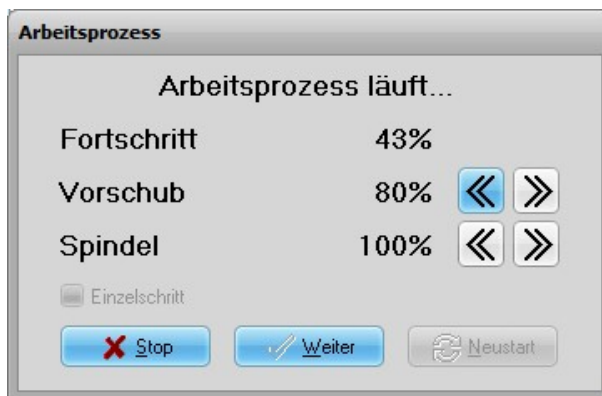 Arbeitsprozess
Arbeitsprozess läuft...
Fortschritt 43%
Vorschub 80%
Spindel 100%
Einzelschritt
Stop Weiter Neustart